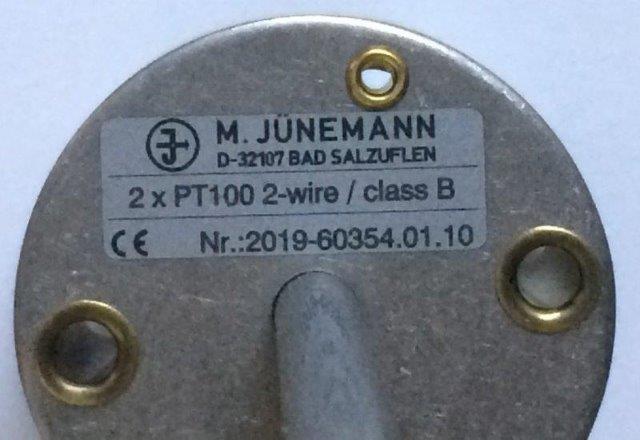 M. JÜNEMANN
D-32107 BAD SALZUFLEN
2 x PT100 2-wire / class B
CE Nr.:2019-60354.01.10